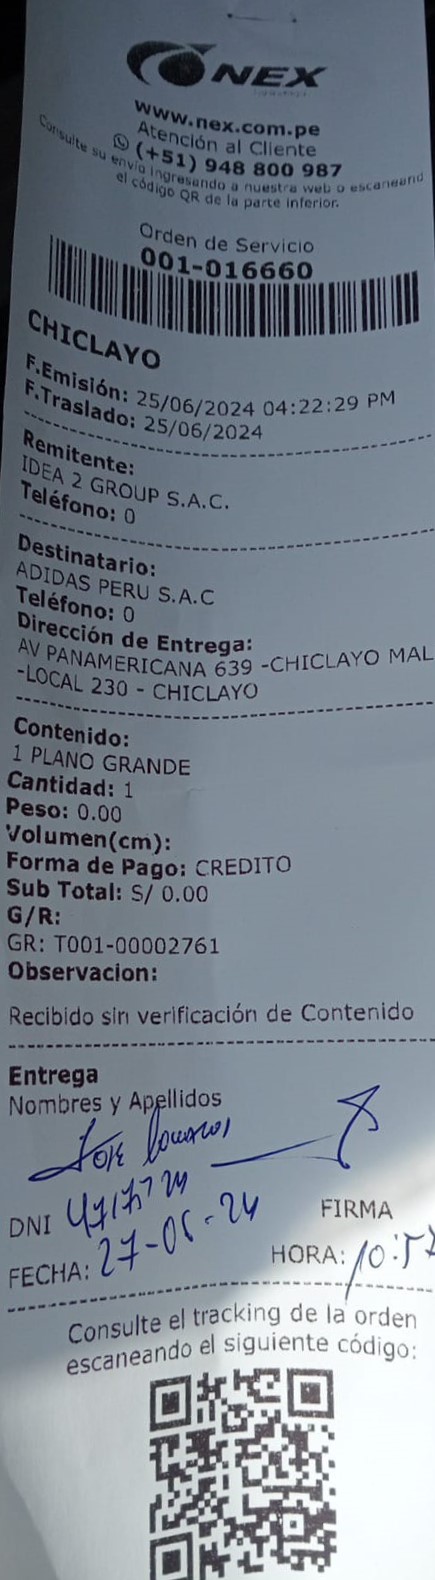 NEX
www.nex.com.pe
Atención al Cliente
(+51) 948 800 987
Consulte su envío ingresando a nuestra web o escaneand
el código QR de la parte inferior.
Orden de Servicio
001-016660
CHICLAYO
F.Emisión: 25/06/2024 04:22:29 PM
F.Traslado: 25/06/2024
Remitente:
IDEA 2 GROUP S.A.C.
Teléfono: 0
Destinatario:
ADIDAS PERU S.A.C
Teléfono: 0
Dirección de Entrega:
AV PANAMERICANA 639 -CHICLAYO MAL
-LOCAL 230 - CHICLAYO
Contenido:
1 PLANO GRANDE
Cantidad: 1
Peso: 0.00
Volumen(cm):
Forma de Pago: CREDITO
Sub Total: S/ 0.00
G/R:
GR: T001-00002761
Observacion:
Recibido sin verificación de Contenido
Entrega
Nombres y Apellidos
DNI
FIRMA
FECHA: 27-06-24
HORA: 10:57
Consulte el tracking de la orden
escaneando el siguiente código: